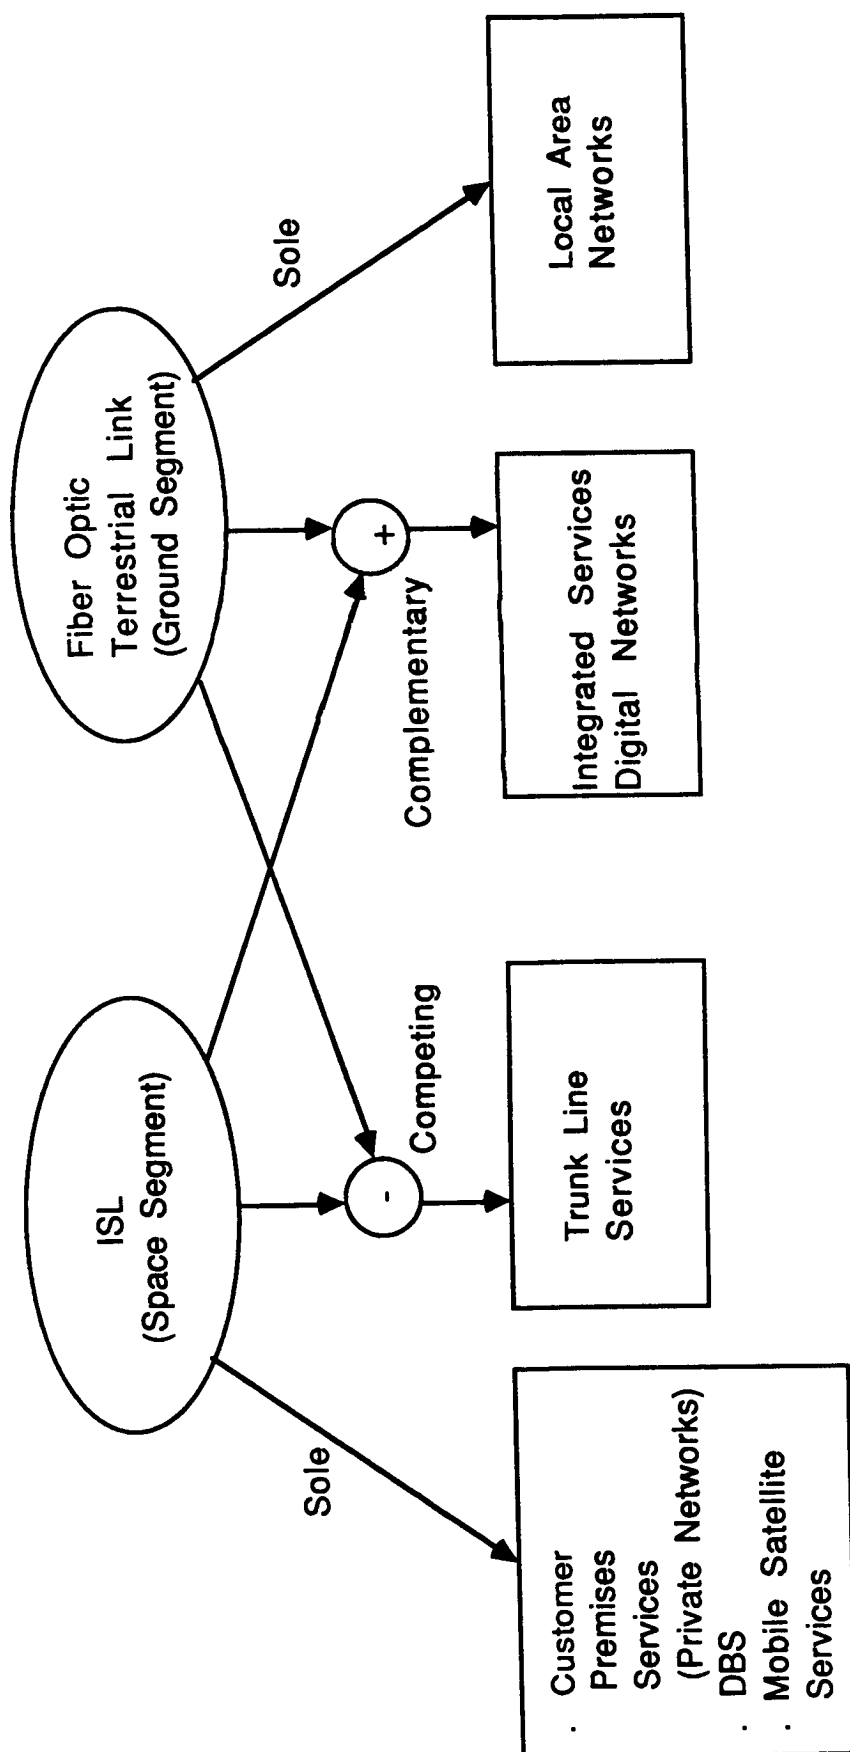 ISL
(Space Segment)
Fiber Optic
Terrestrial Link
(Ground Segment)
Sole
Sole
-
+
Competing
Complementary
· Customer
Premises
Services
(Private Networks)
· DBS
· Mobile Satellite
Services
Trunk Line
Services
Integrated Services
Digital Networks
Local Area
Networks